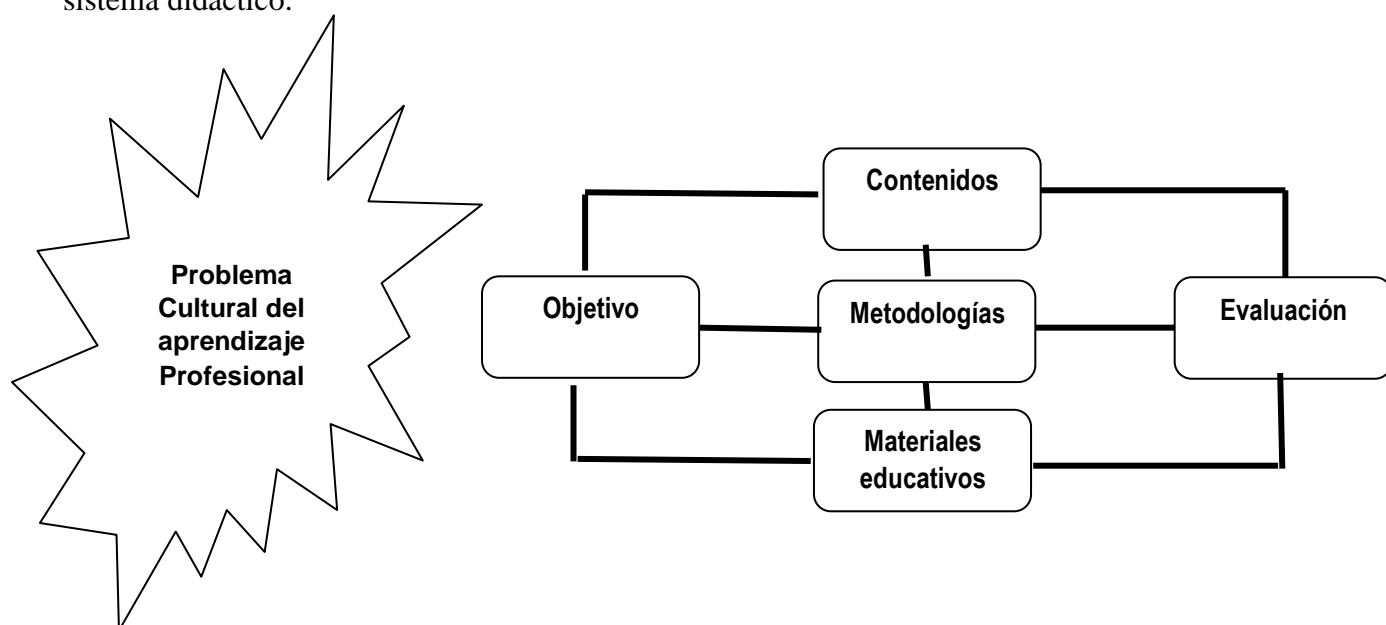 sistema didáctico.
Problema
Cultural del
aprendizaje
Profesional
Contenidos
Objetivo
Metodologías
Evaluación
Materiales
educativos